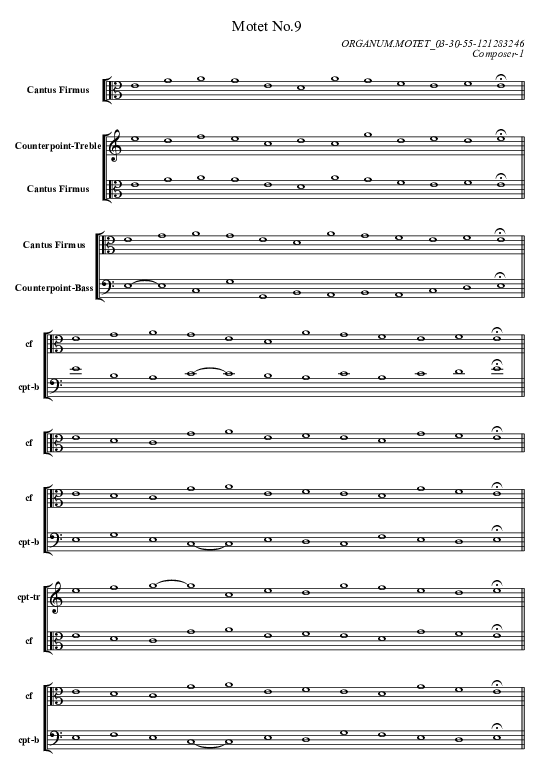 Motet No.9
ORGANUM.MOTET_03-30-55-121283246
Composer-1
Cantus Firmus
Counterpoint-Treble
Cantus Firmus
Cantus Firmus
Counterpoint-Bass
cf
cpt-b
cf
cf
cpt-b
cpt-tr
cf
cf
cpt-b